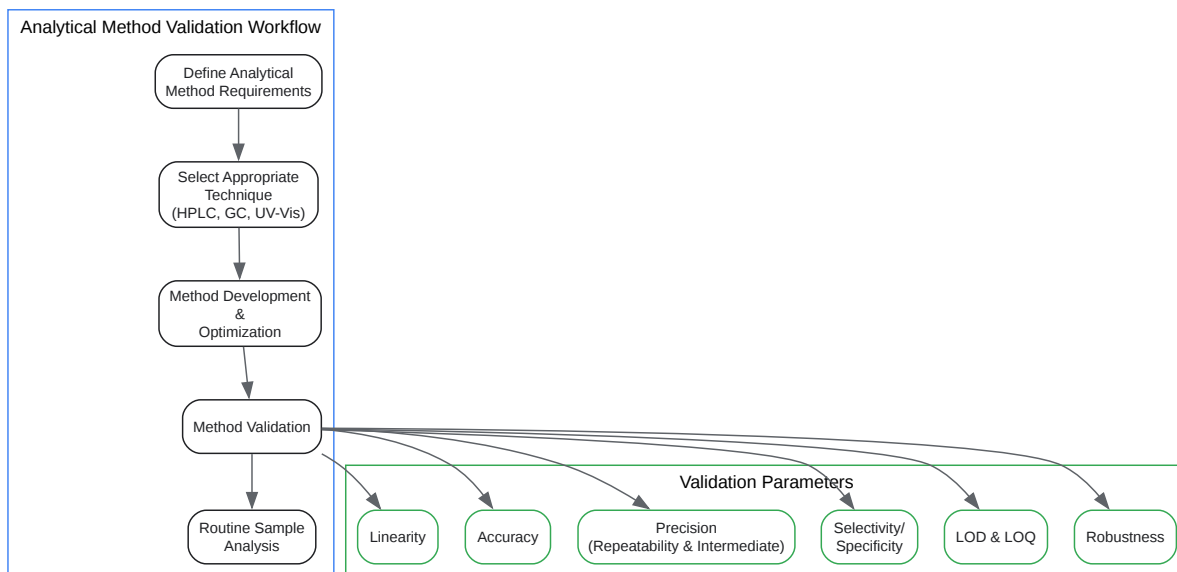 Analytical Method Validation Workflow
Define Analytical
Method Requirements
Select Appropriate
Technique
(HPLC, GC, UV-Vis)
Method Development
&
Optimization
Method Validation
Routine Sample
Analysis
Validation Parameters
Linearity
Accuracy
Precision
(Repeatability & Intermediate)
Selectivity/
Specificity
LOD & LOQ
Robustness